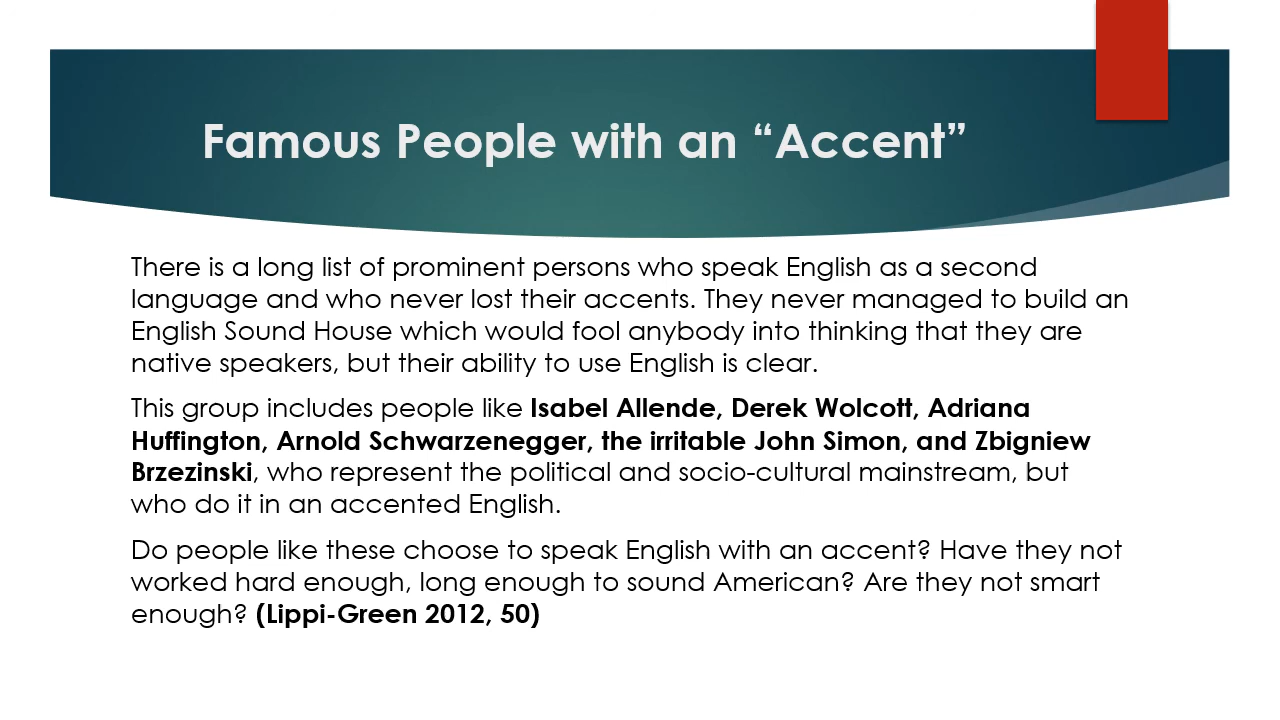 Famous People with an “Accent”
There is a long list of prominent persons who speak English as a second
language and who never lost their accents. They never managed to build an
English Sound House which would fool anybody into thinking that they are
native speakers, but their ability to use English is clear.
This group includes people like Isabel Allende, Derek Wolcott, Adriana
Huffington, Arnold Schwarzenegger, the irritable John Simon, and Zbigniew
Brzezinski, who represent the political and socio-cultural mainstream, but
who do it in an accented English.
Do people like these choose to speak English with an accent? Have they not
worked hard enough, long enough to sound American? Are they not smart
enough? (Lippi-Green 2012, 50)